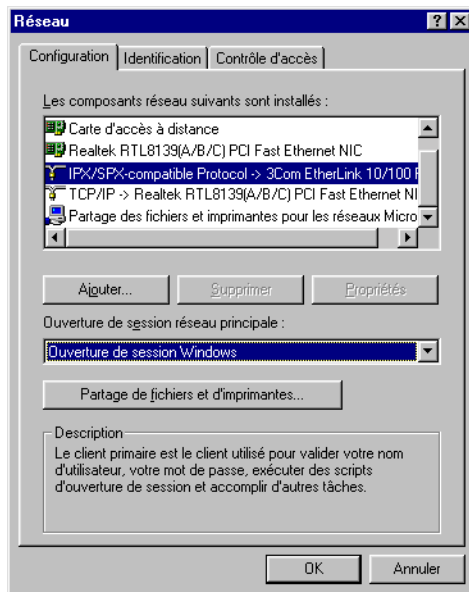 Réseau
Configuration
Identification
Contrôle d'accès
Les composants réseau suivants sont installés :
Carte d'accès à distance
Realtek RTL8139(A/B/C) PCI Fast Ethernet NIC
IPX/SPX-compatible Protocol -> 3Com EtherLink 10/100
TCP/IP -> Realtek RTL8139(A/B/C) PCI Fast Ethernet NI
Partage des fichiers et imprimantes pour les réseaux Micro
Ajouter...
Supprimer
Propriétés
Ouverture de session réseau principale :
Ouverture de session Windows
Partage de fichiers et d'imprimantes...
Description
Le client primaire est le client utilisé pour valider votre nom
d'utilisateur, votre mot de passe, exécuter des scripts
d'ouverture de session et accomplir d'autres tâches.
OK
Annuler